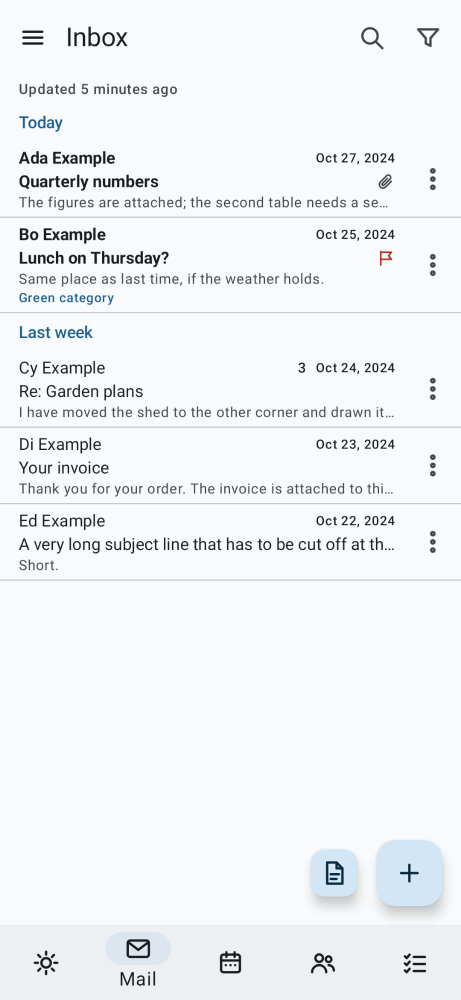 Inbox
Updated 5 minutes ago
Today
Ada Example Oct 27, 2024
Quarterly numbers
The figures are attached; the second table needs a se…
Bo Example Oct 25, 2024
Lunch on Thursday?
Same place as last time, if the weather holds.
Green category
Last week
Cy Example 3 Oct 24, 2024
Re: Garden plans
I have moved the shed to the other corner and drawn it…
Di Example Oct 23, 2024
Your invoice
Thank you for your order. The invoice is attached to thi…
Ed Example Oct 22, 2024
A very long subject line that has to be cut off at th…
Short.
Mail